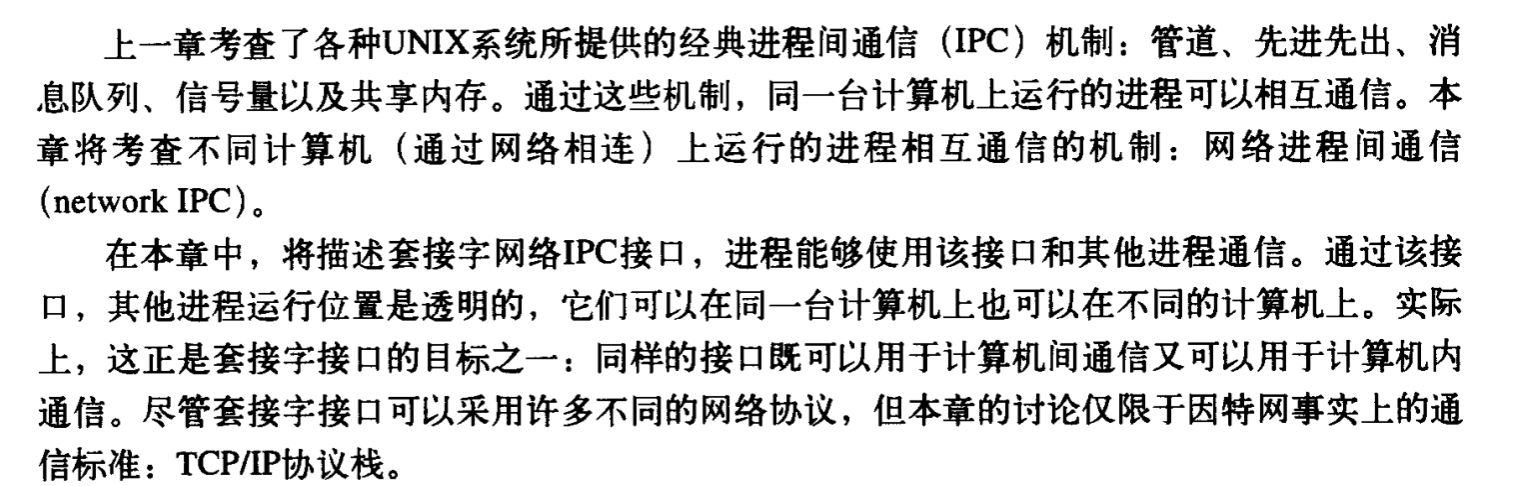 上一章考查了各种UNIX系统所提供的经典进程间通信（IPC）机制：管道、先进先出、消
息队列、信号量以及共享内存。通过这些机制，同一台计算机上运行的进程可以相互通信。本
章将考查不同计算机（通过网络相连）上运行的进程相互通信的机制：网络进程间通信
(network IPC)。
在本章中，将描述套接字网络IPC接口，进程能够使用该接口和其他进程通信。通过该接
口，其他进程运行位置是透明的，它们可以在同一台计算机上也可以在不同的计算机上。实际
上，这正是套接字接口的目标之一：同样的接口既可以用于计算机间通信又可以用于计算机内
通信。尽管套接字接口可以采用许多不同的网络协议，但本章的讨论仅限于因特网事实上的通
信标准：TCP/IP协议栈。